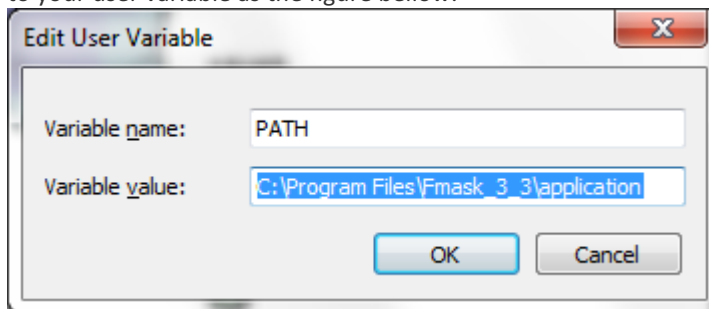 to your user variable as the figure bellow:
Edit User Variable
Variable name: PATH
Variable value: C:\Program Files\Fmask_3_3\application
OK Cancel